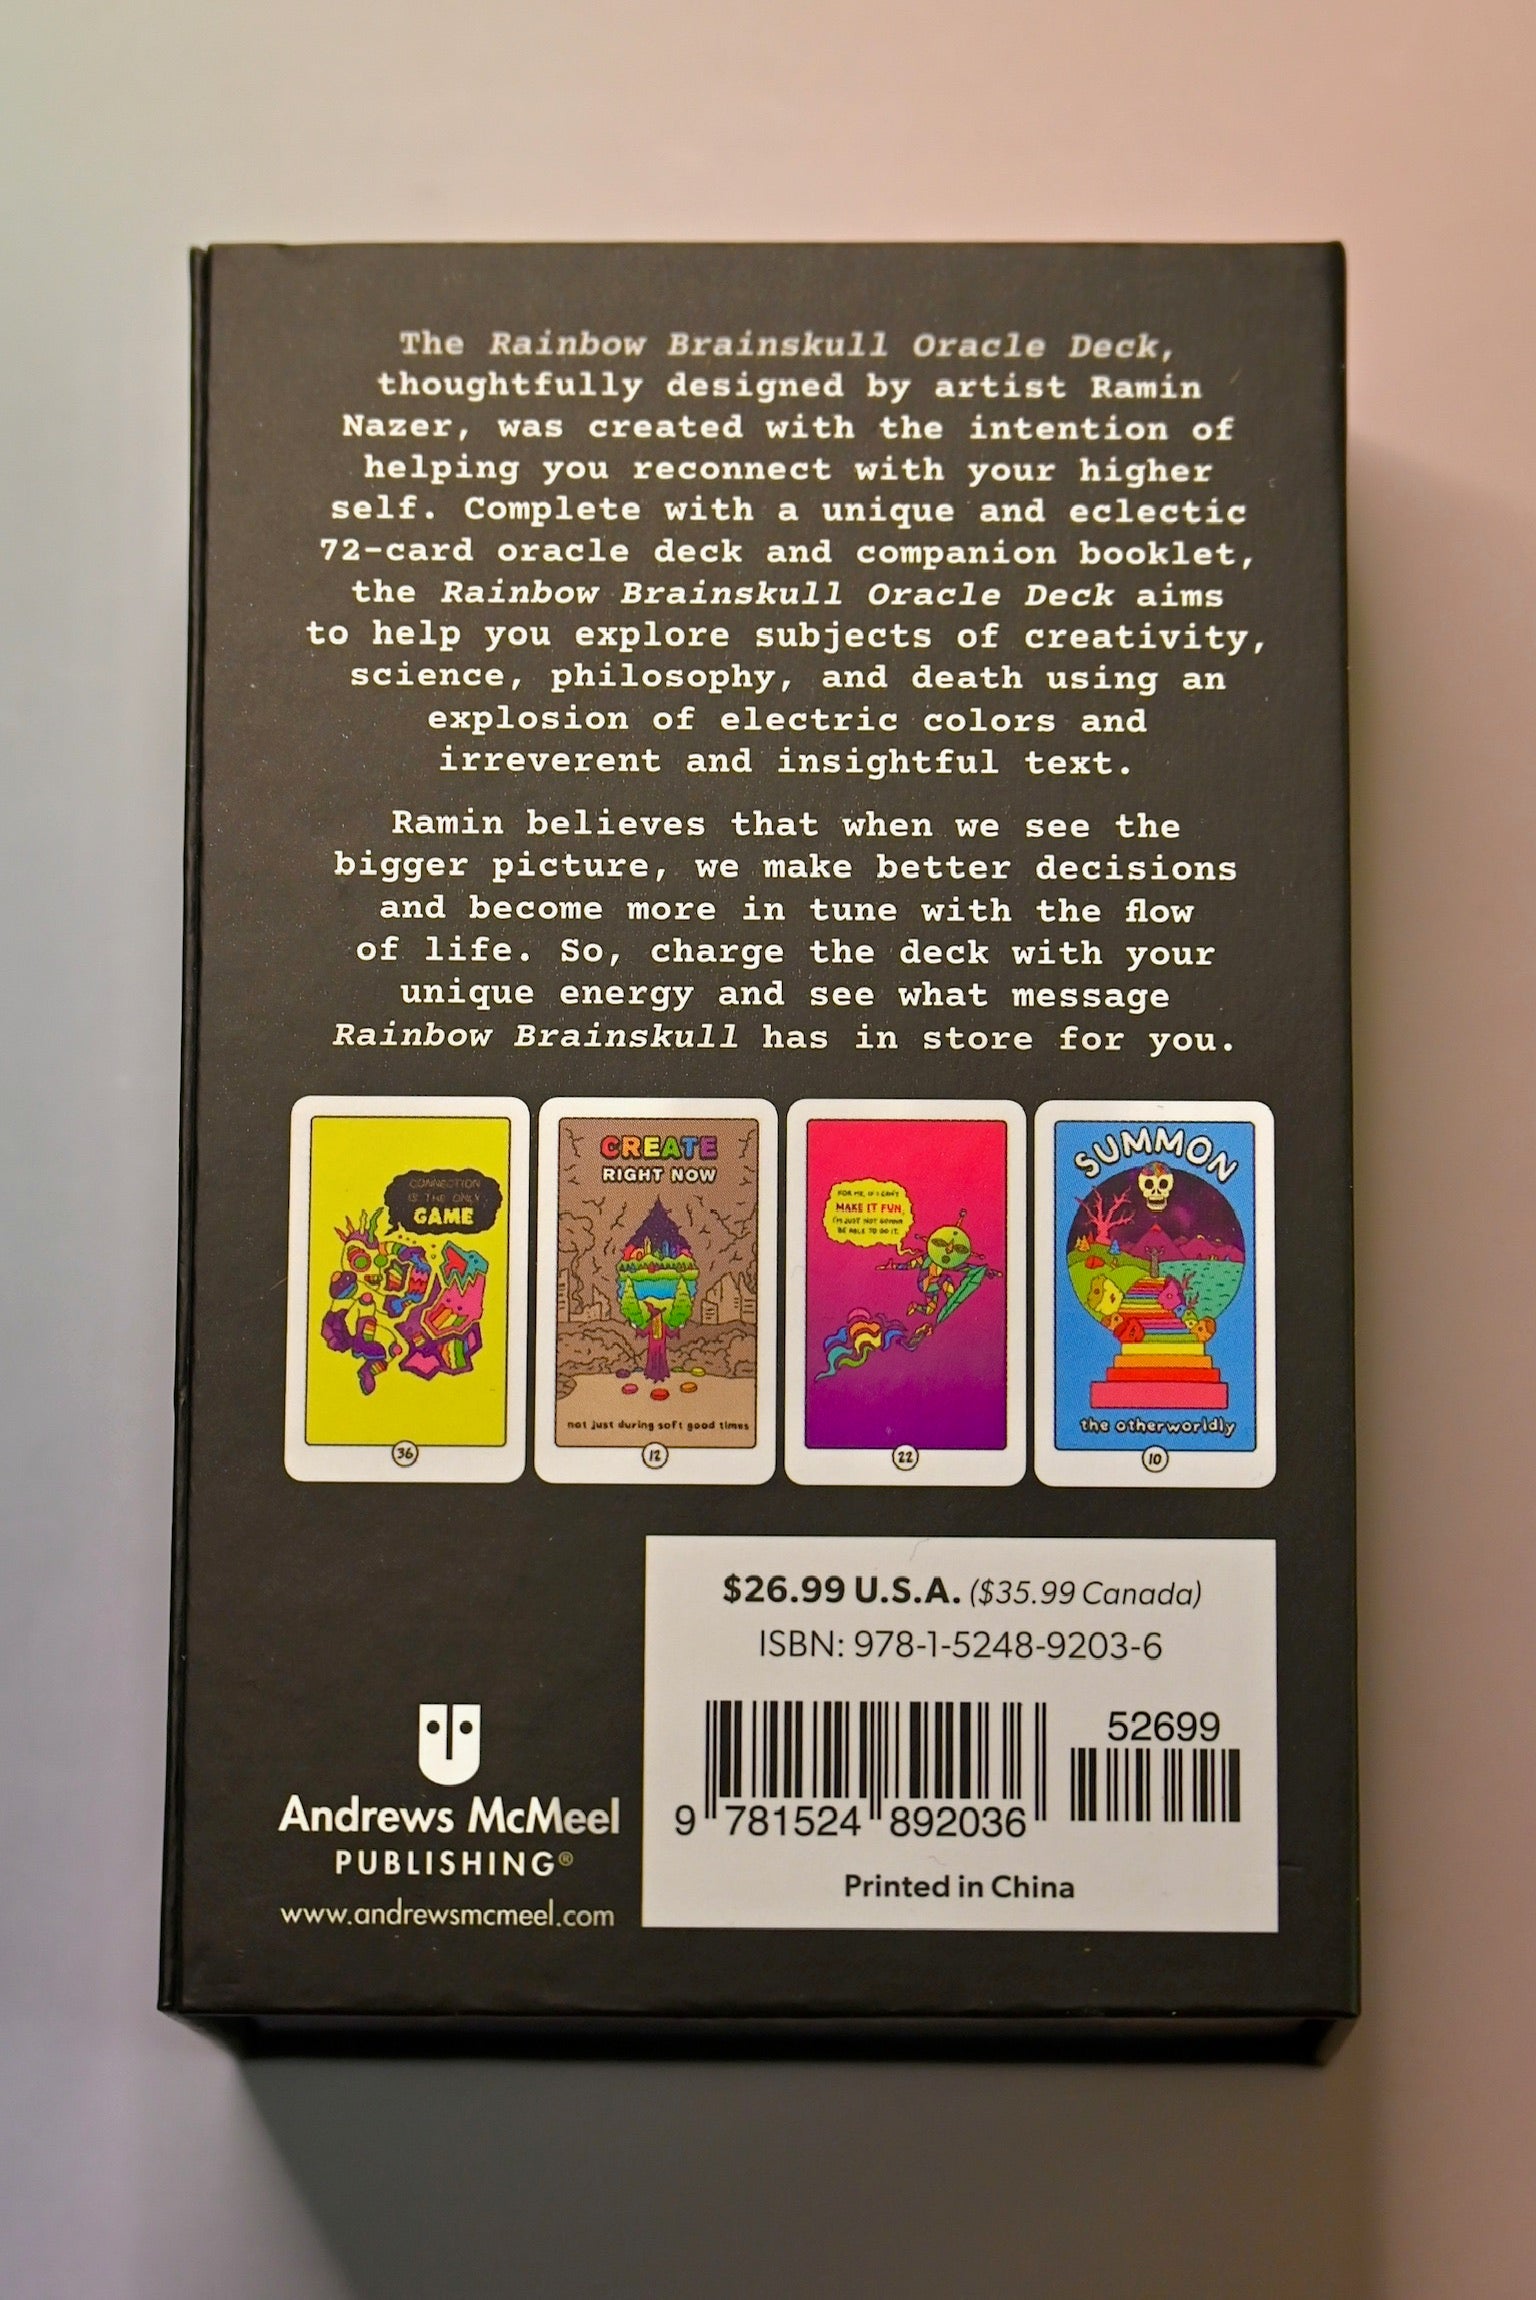 The Rainbow Brainskull Oracle Deck,
thoughtfully designed by artist Ramin
Nazer, was created with the intention of
helping you reconnect with your higher
self. Complete with a unique and eclectic
72-card oracle deck and companion booklet,
the Rainbow Brainskull Oracle Deck aims
to help you explore subjects of creativity,
science, philosophy, and death using an
explosion of electric colors and
irreverent and insightful text.
Ramin believes that when we see the
bigger picture, we make better decisions
and become more in tune with the flow
of life. So, charge the deck with your
unique energy and see what message
Rainbow Brainskull has in store for you.
CONNECTION
IS THE ONLY
GAME
36
CREATE
RIGHT NOW
not just during soft good times
12
FOR ME, IF I CAN'T
MAKE IT FUN,
I'M JUST NOT GONNA
BE ABLE TO DO IT.
22
SUMMON
the otherworldly
10
$26.99 U.S.A. ($35.99 Canada)
ISBN: 978-1-5248-9203-6
52699
9 781524 892036
Printed in China
Andrews McMeel
PUBLISHING®
www.andrewsmcmeel.com